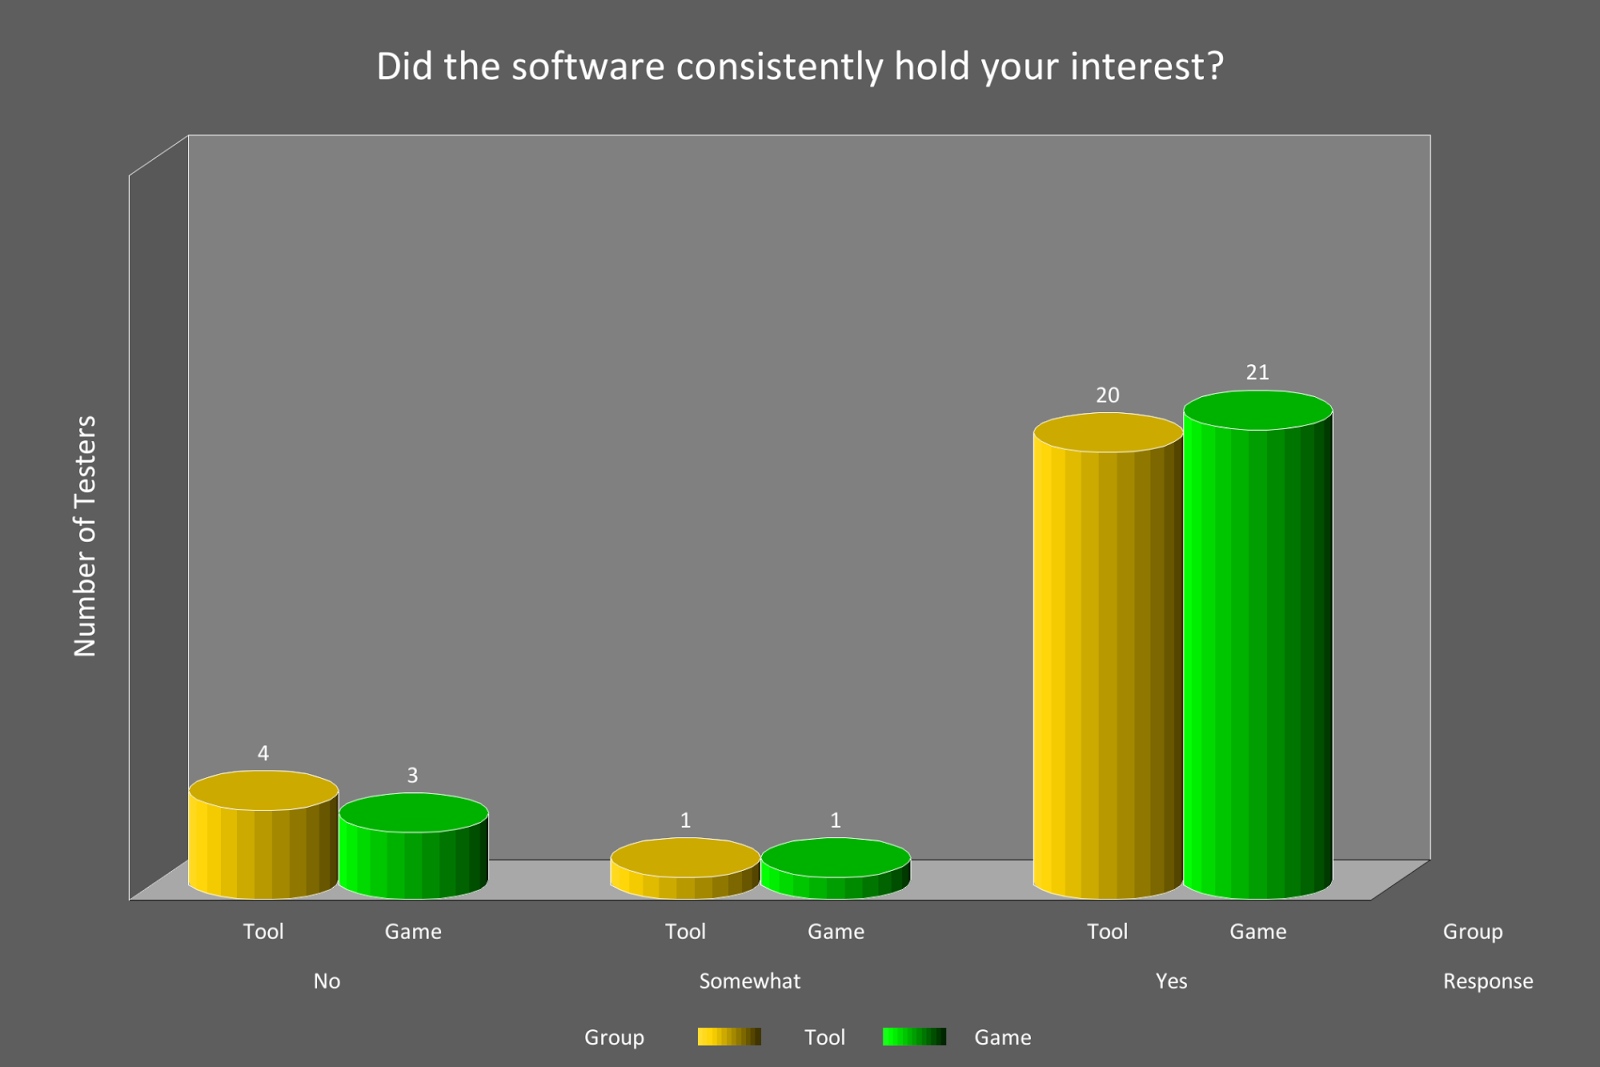 Did the software consistently hold your interest?
Number of Testers
4
3
1
1
20
21
Tool Game Tool Game Tool Game Group
No Somewhat Yes Response
Group Tool Game